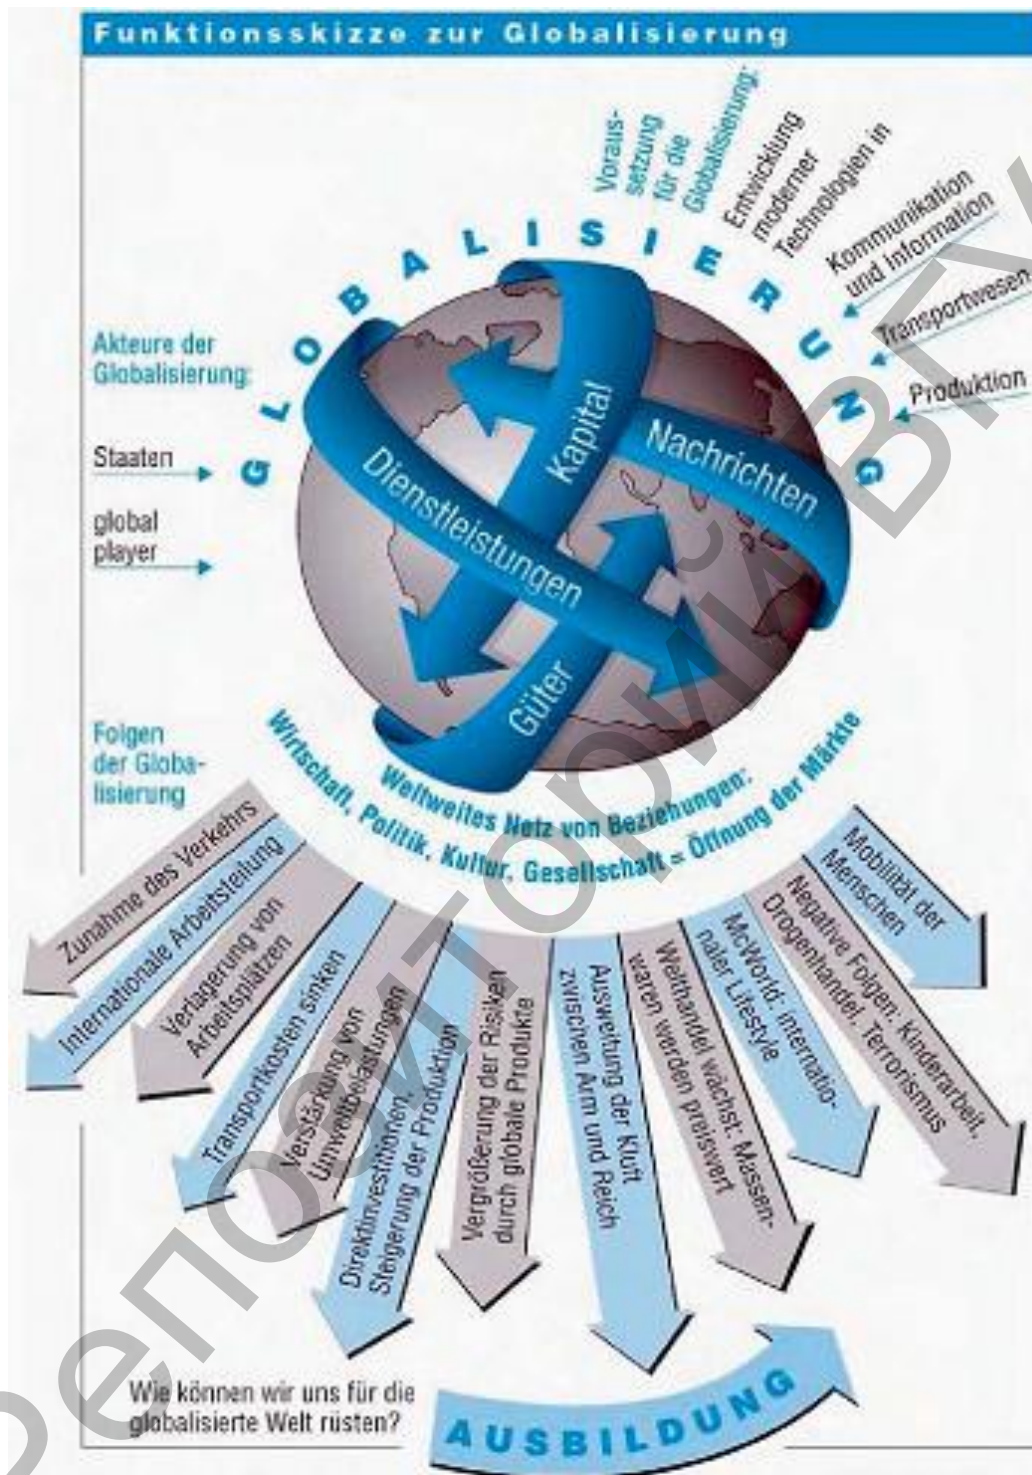 Funktionsskizze zur Globalisierung
Voraus-
setzung
für die
Globalisierung:
Entwicklung
moderner
Technologien in
Kommunikation
und Information
Transportwesen
Produktion
GLOBALISIERUNG
Akteure der
Globalisierung:
Staaten
global
player
Kapital
Nachrichten
Dienstleistungen
Güter
Weltweites Netz von Beziehungen:
Wirtschaft, Politik, Kultur, Gesellschaft = Öffnung der Märkte
Folgen
der Globa-
lisierung
Zunahme des Verkehrs
Internationale Arbeitsteilung
Verlagerung von
Arbeitsplätzen
Transportkosten sinken
Verstärkung von
Umweltbelastungen
Direktinvestitionen,
Steigerung der Produktion
Vergrößerung der Risiken
durch globale Produkte
Ausweitung der Kluft
zwischen Arm und Reich
Welthandel wächst: Massen-
waren werden preiswert
McWorld: internatio-
naler Lifestyle
Negative Folgen: Kinderarbeit,
Drogenhandel, Terrorismus
Mobilität der
Menschen
Wie können wir uns für die
globalisierte Welt rüsten?
AUSBILDUNG
Репозиторий ВГУ